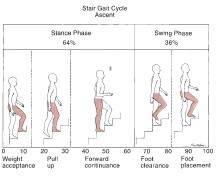 Stair Gait Cycle
Ascent
Stance Phase
64%
Swing Phase
36%
0 10 20 30 40 50 60 70 80 90 100
Weight acceptance
Pull up
Forward continuance
Foot clearance
Foot placement